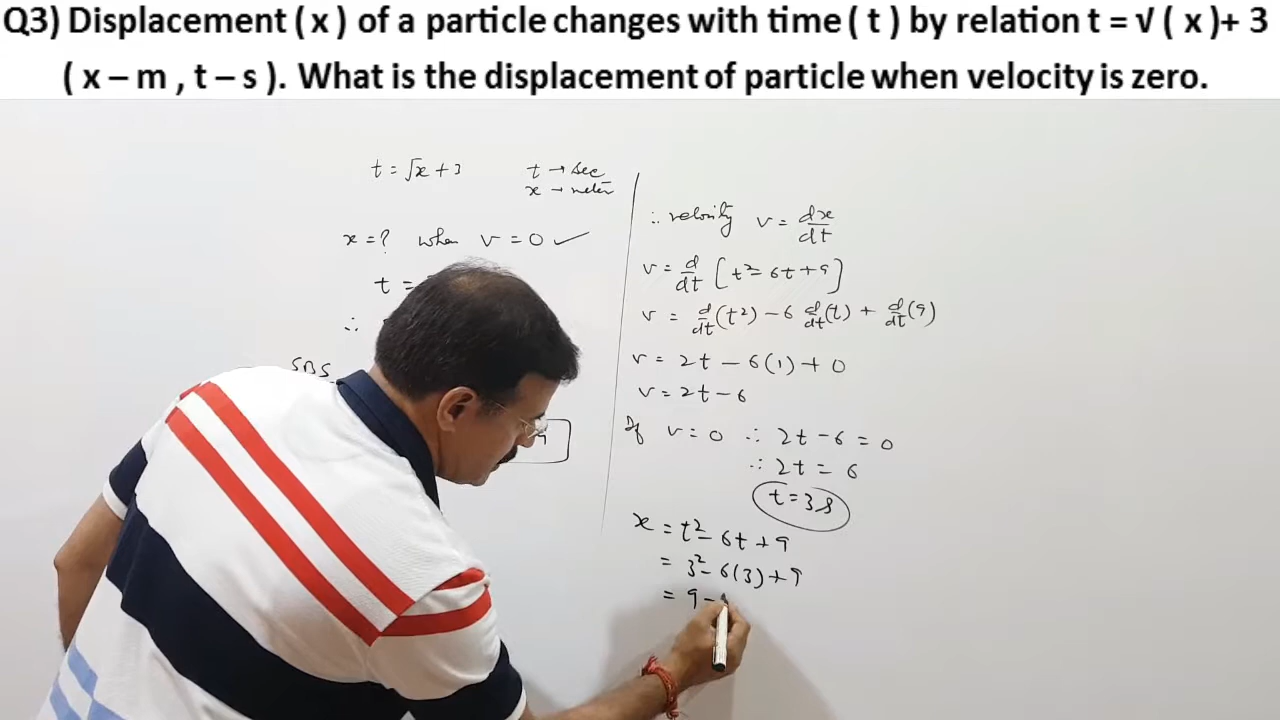 Q3) Displacement ( x ) of a particle changes with time ( t ) by relation t = √ ( x )+ 3
( x – m , t – s ). What is the displacement of particle when velocity is zero.
t = √x + 3
t → sec
x → meter
x = ? when v = 0 ✓
t =
∴
SBS
9
∴ velocity v = dx/dt
v = d/dt [t² - 6t + 9]
v = d/dt (t²) - 6 d/dt (t) + d/dt (9)
v = 2t - 6(1) + 0
v = 2t - 6
If v = 0 ∴ 2t - 6 = 0
∴ 2t = 6
t = 3s
x = t² - 6t + 9
= 3² - 6(3) + 9
= 9 -